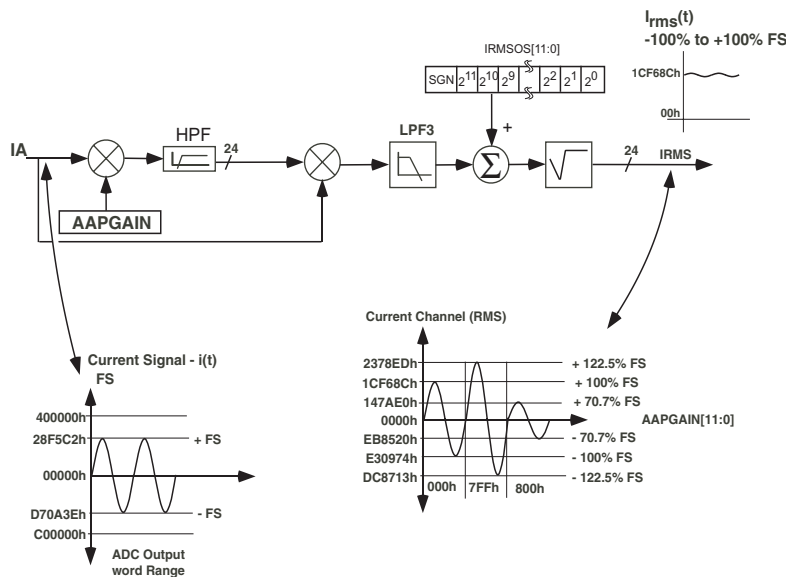 Irms(t)
-100% to +100% FS
IRMSOS[11:0]
1CF68Ch
SGN 2^11 2^10 2^9 2^2 2^1 2^0
00h
+
HPF
LPF3
IA
24
Σ
24
IRMS
AAPGAIN
Current Channel (RMS)
2378EDh
+ 122.5% FS
1CF68Ch
+ 100% FS
147AE0h
+ 70.7% FS
0000h
AAPGAIN[11:0]
EB8520h
- 70.7% FS
E30974h
- 100% FS
DC8713h
- 122.5% FS
000h
7FFh
800h
Current Signal - i(t)
FS
400000h
28F5C2h
+ FS
00000h
D70A3Eh
- FS
C00000h
ADC Output
word Range